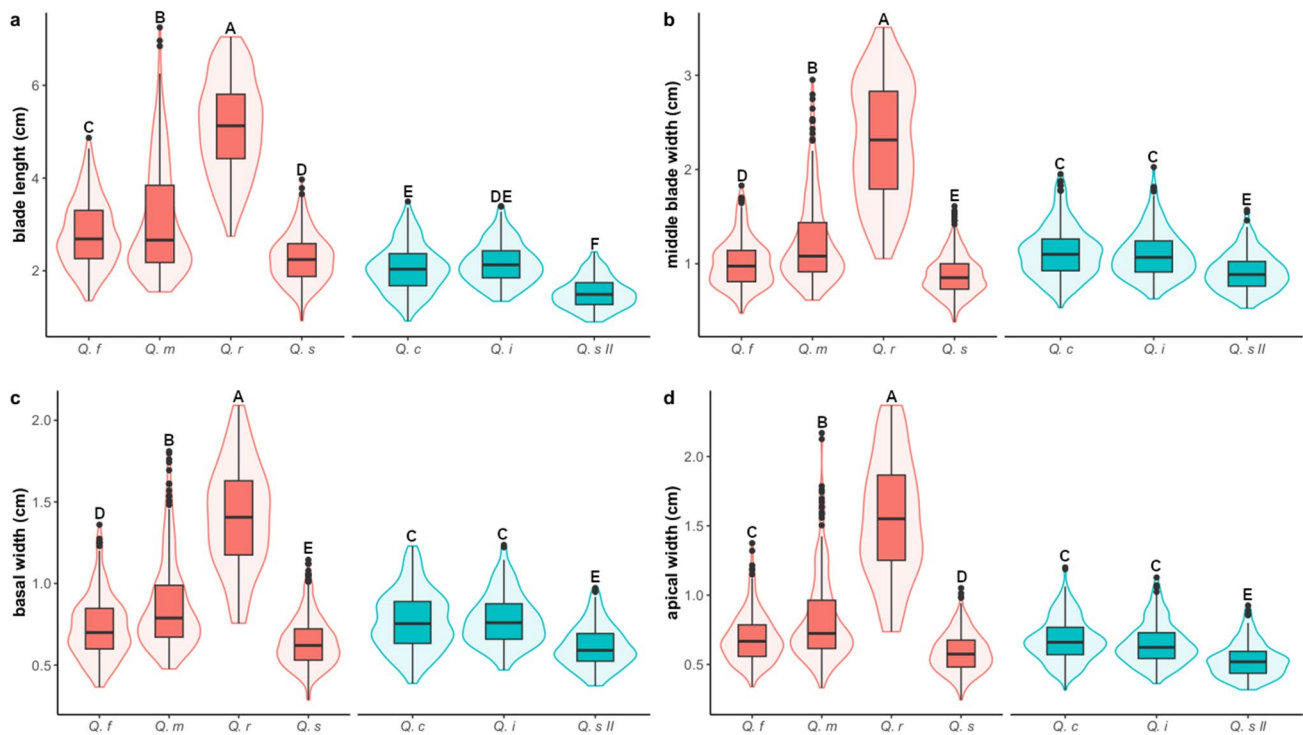 a
blade lenght (cm)
6
4
2
C
B
A
D
E
DE
F
Q. f
Q. m
Q. r
Q. s
Q. c
Q. i
Q. s II
b
middle blade width (cm)
3
2
1
D
B
A
E
C
C
E
Q. f
Q. m
Q. r
Q. s
Q. c
Q. i
Q. s II
c
basal width (cm)
2.0
1.5
1.0
0.5
D
B
A
E
C
C
E
Q. f
Q. m
Q. r
Q. s
Q. c
Q. i
Q. s II
d
apical width (cm)
2.0
1.5
1.0
0.5
C
B
A
D
C
C
E
Q. f
Q. m
Q. r
Q. s
Q. c
Q. i
Q. s II